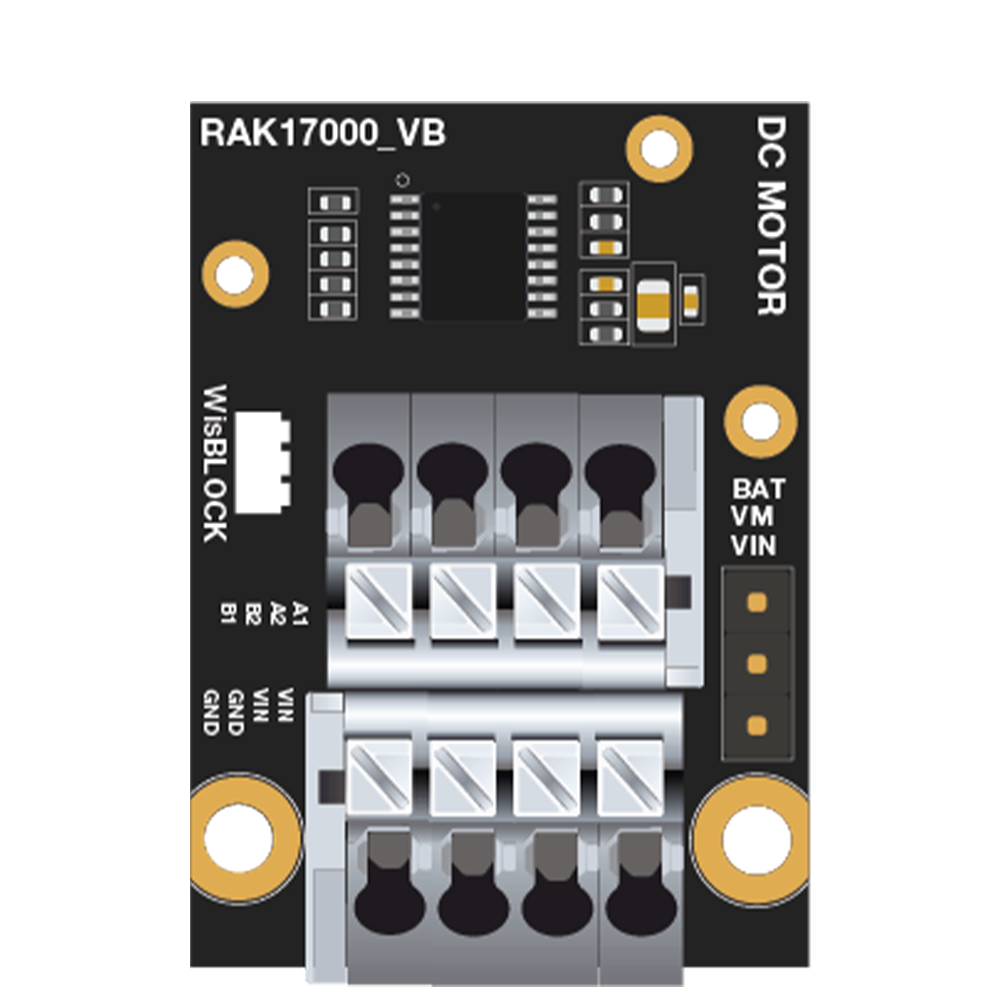 RAK17000_VB
DC MOTOR
WisBLOCK
BAT
VM
VIN
A1
A2
B2
B1
VIN
VIN
GND
GND